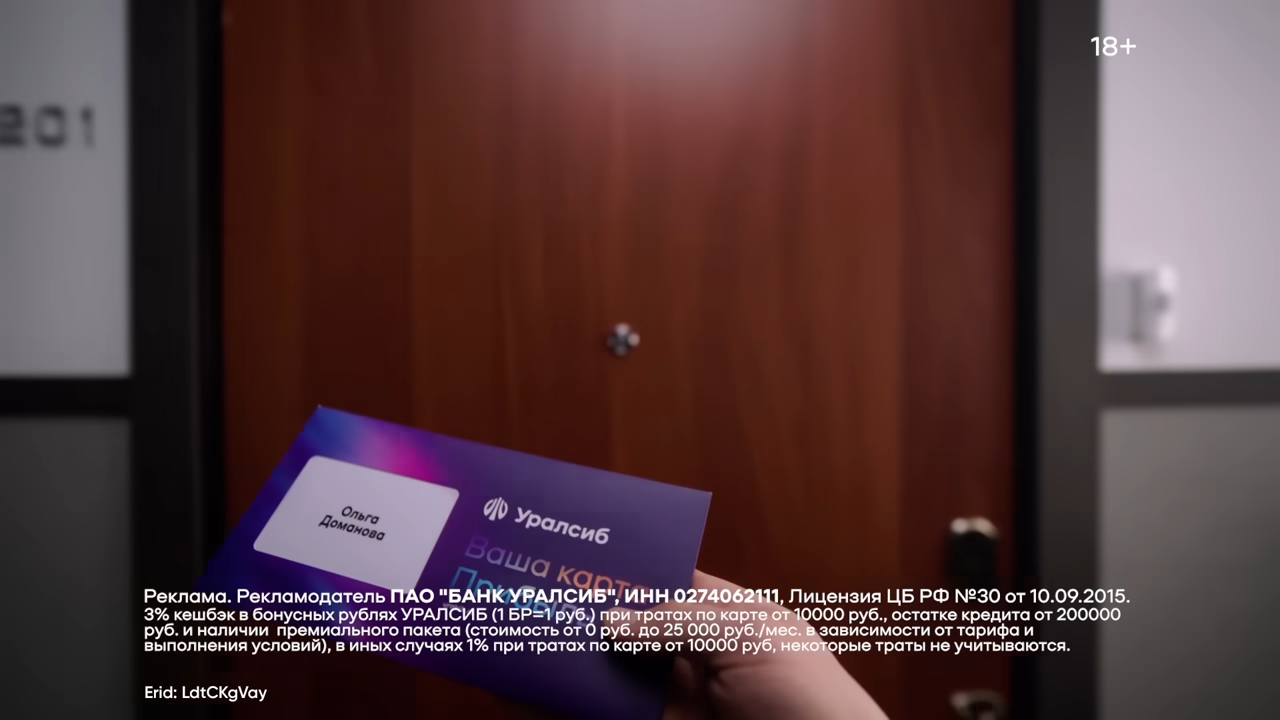 18+
201
Ольга
Доманова
Уралсиб
Ваша карта
Реклама. Рекламодатель ПАО "БАНК УРАЛСИБ", ИНН 0274062111, Лицензия ЦБ РФ №30 от 10.09.2015.
3% кешбэк в бонусных рублях УРАЛСИБ (1 БР=1 руб.) при тратах по карте от 10000 руб., остатке кредита от 200000
руб. и наличии премиального пакета (стоимость от 0 руб. до 25 000 руб./мес. в зависимости от тарифа и
выполнения условий), в иных случаях 1% при тратах по карте от 10000 руб, некоторые траты не учитываются.
Erid: LdtCKgVay